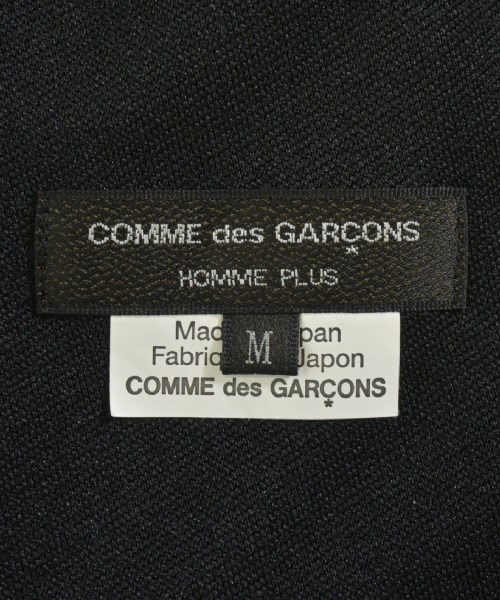 COMME des GARÇONS
HOMME PLUS
M
Mad pan
Fabric Japon
COMME des GARÇONS